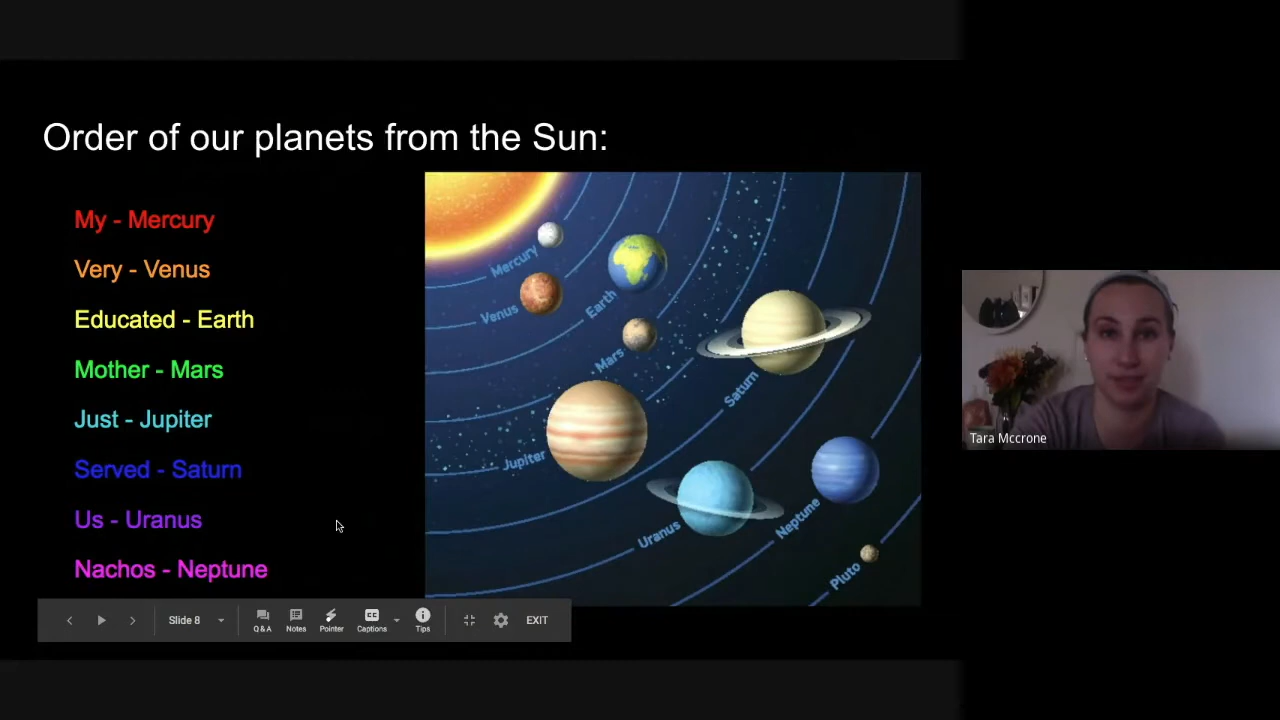 Order of our planets from the Sun:
My - Mercury
Very - Venus
Educated - Earth
Mother - Mars
Just - Jupiter
Served - Saturn
Us - Uranus
Nachos - Neptune
Mercury
Venus
Earth
Mars
Jupiter
Saturn
Uranus
Neptune
Pluto
Tara Mccrone
Slide 8
Q&A
Notes
Pointer
CC
Captions
Tips
EXIT